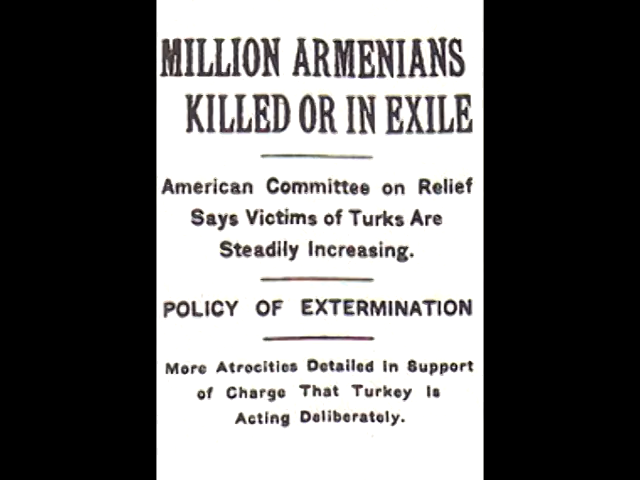 MILLION ARMENIANS
KILLED OR IN EXILE
American Committee on Relief
Says Victims of Turks Are
Steadily Increasing.
POLICY OF EXTERMINATION
More Atrocities Detailed in Support
of Charge That Turkey Is
Acting Deliberately.